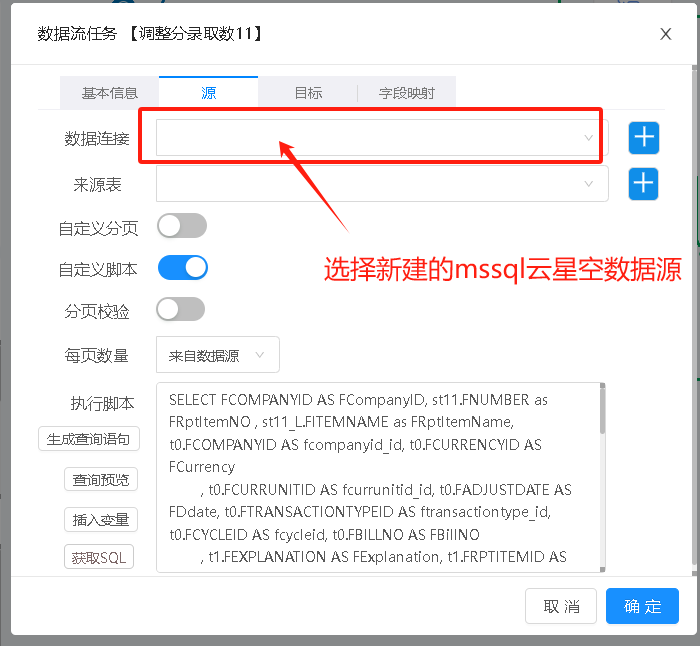 数据流任务 【调整分录取数11】
基本信息 源 目标 字段映射
数据连接
来源表
自定义分页
选择新建的mssql云星空数据源
自定义脚本
分页校验
每页数量 来自数据源
执行脚本
生成查询语句
查询预览
插入变量
获取SQL
SELECT FCOMPANYID AS FCompanyID, st11.FNUMBER as
FRptItemNO , st11_L.FITEMNAME as FRptItemName,
t0.FCOMPANYID AS fcompanyid_id, t0.FCURRENCYID AS
FCurrency
, t0.FCURRUNITID AS fcurrunitid_id, t0.FADJUSTDATE AS
FDdate, t0.FTRANSACTIONTYPEID AS ftransactiontype_id,
t0.FCYCLEID AS fcycleid, t0.FBILLNO AS FBillNO
, t1.FEXPLANATION AS FExplanation, t1.FRPTITEMID AS
取 消 确 定